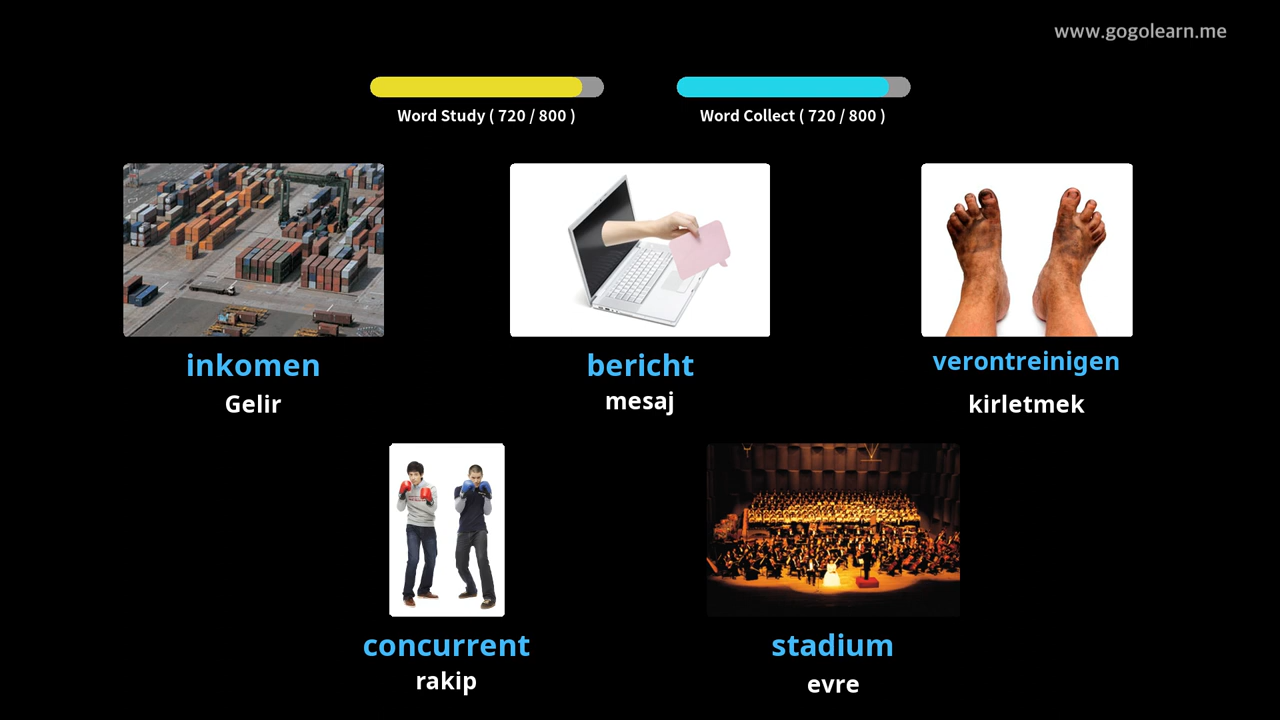 www.gogolearn.me
Word Study ( 720 / 800 )
Word Collect ( 720 / 800 )
inkomen
Gelir
bericht
mesaj
verontreinigen
kirletmek
concurrent
rakip
stadium
evre